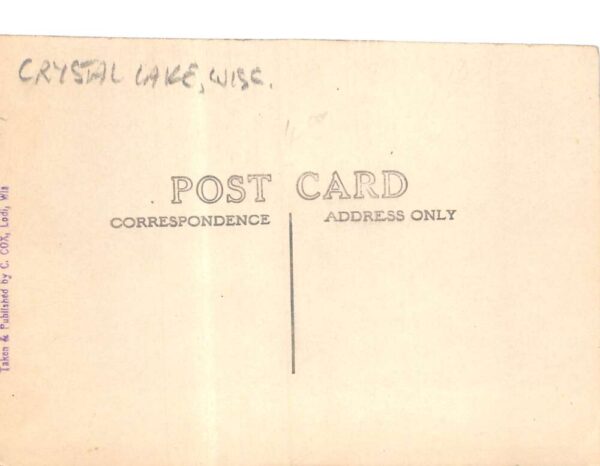 CRYSTAL LAKE, WISC.
POST CARD
CORRESPONDENCE
ADDRESS ONLY
Taken & Published by C. COX, Lodi, Wis